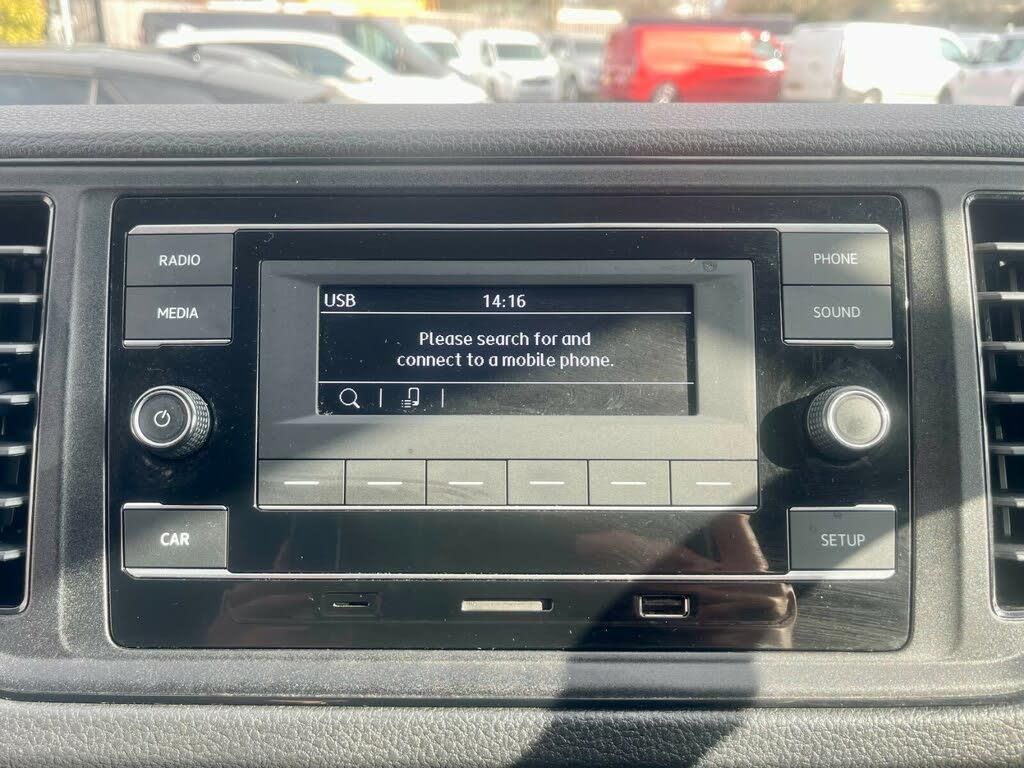 RADIO
MEDIA
PHONE
SOUND
USB 14:16
Please search for and
connect to a mobile phone.
CAR
SETUP